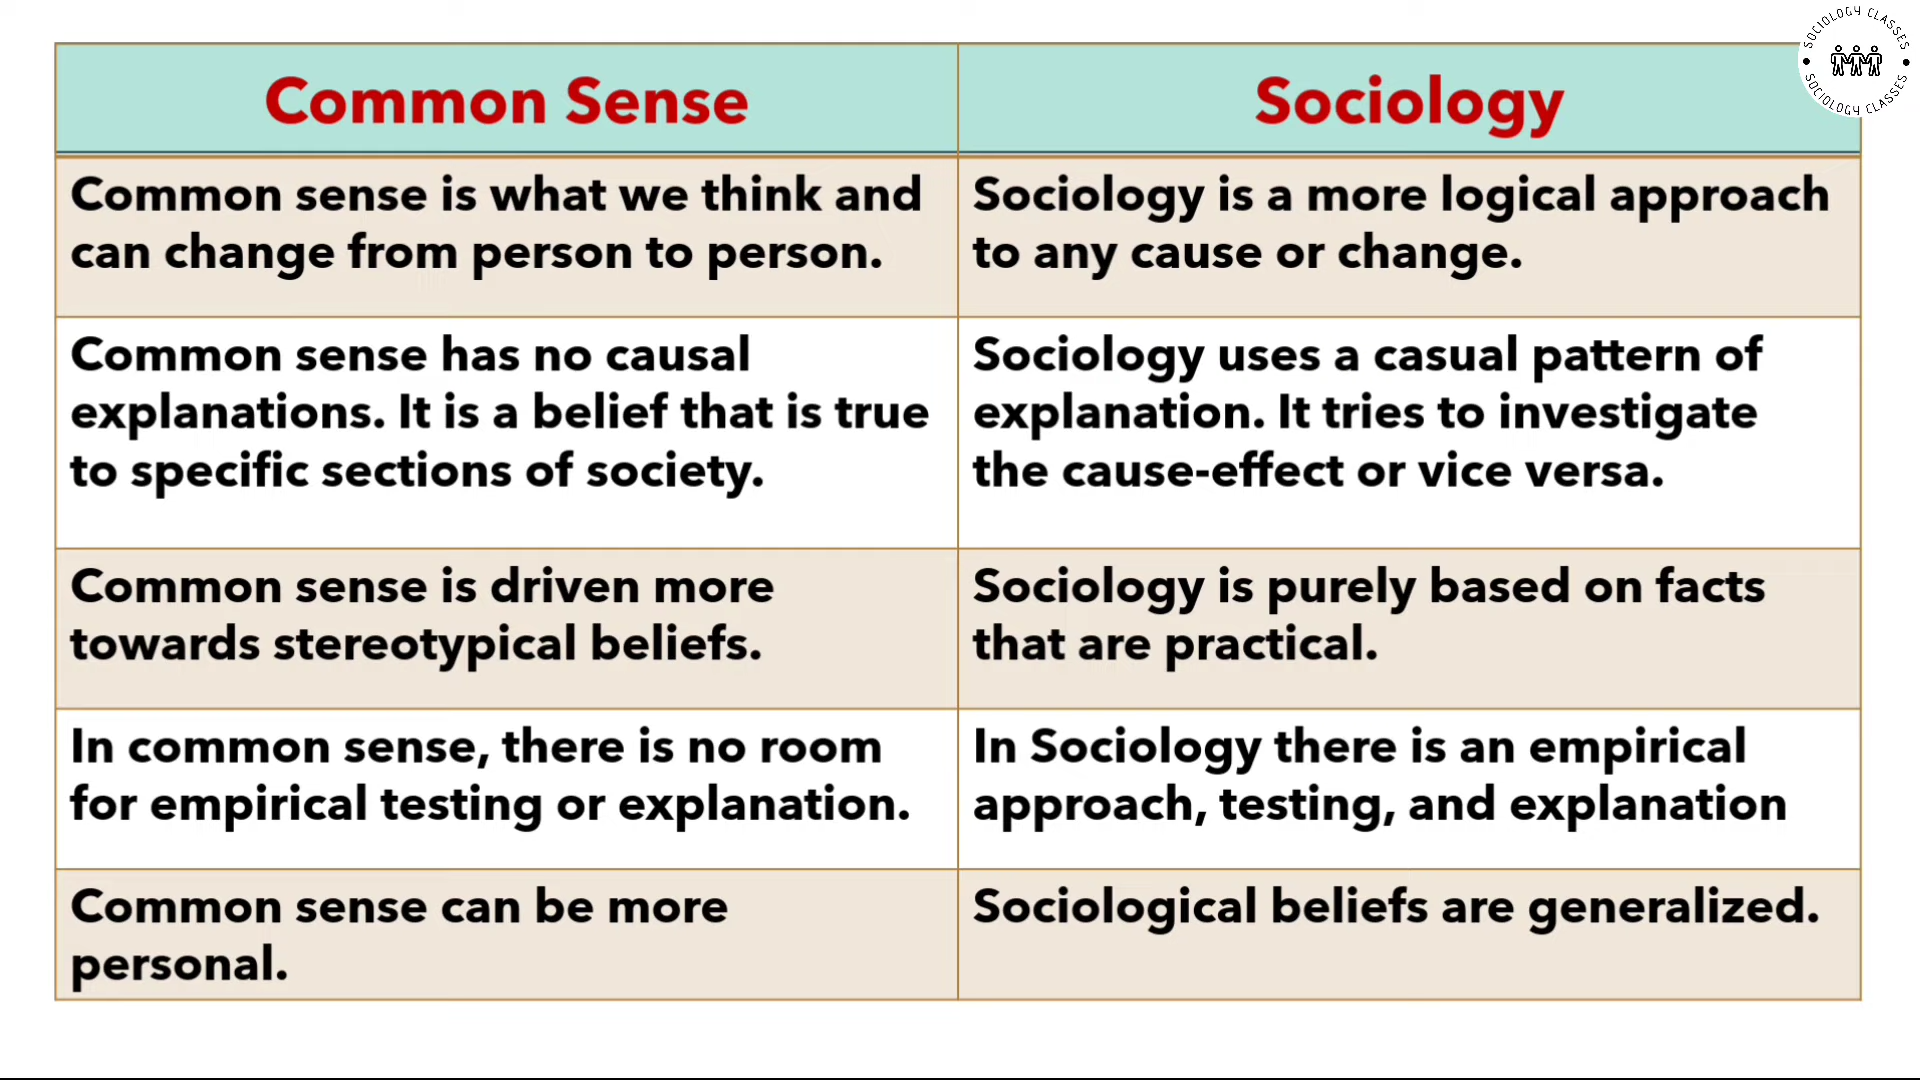 SOCIOLOGY CLASSES
SOCIOLOGY CLASSES
Common Sense
Sociology
Common sense is what we think and
can change from person to person.
Sociology is a more logical approach
to any cause or change.
Common sense has no causal
explanations. It is a belief that is true
to specific sections of society.
Sociology uses a casual pattern of
explanation. It tries to investigate
the cause-effect or vice versa.
Common sense is driven more
towards stereotypical beliefs.
Sociology is purely based on facts
that are practical.
In common sense, there is no room
for empirical testing or explanation.
In Sociology there is an empirical
approach, testing, and explanation
Common sense can be more
personal.
Sociological beliefs are generalized.